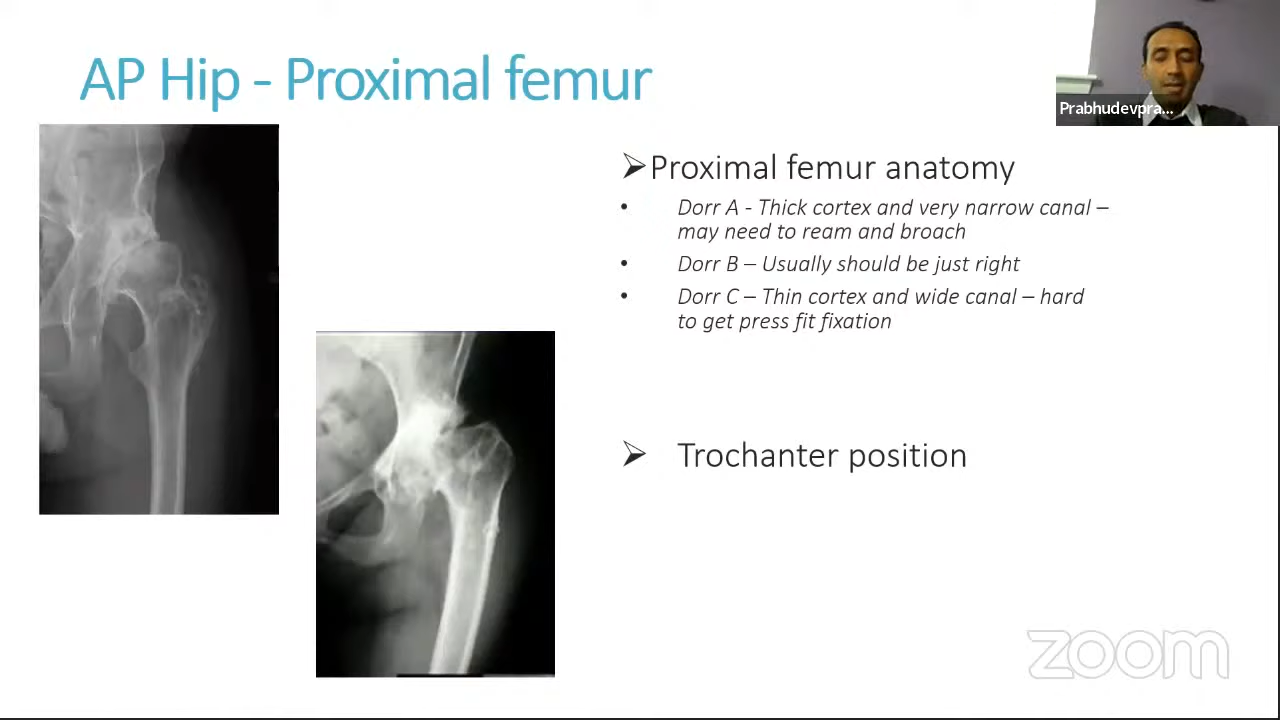 AP Hip - Proximal femur
Prabhudevpra...
➢Proximal femur anatomy
• Dorr A - Thick cortex and very narrow canal –
may need to ream and broach
• Dorr B – Usually should be just right
• Dorr C – Thin cortex and wide canal – hard
to get press fit fixation
➢ Trochanter position
zoom